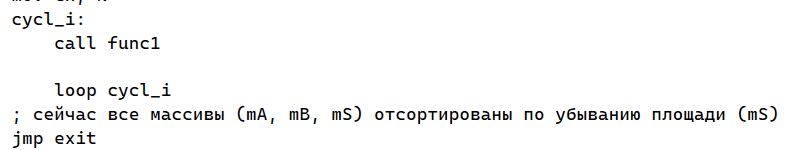 cycl_i:
    call func1

    loop cycl_i
; сейчас все массивы (mA, mB, mS) отсортированы по убыванию площади (mS)
jmp exit